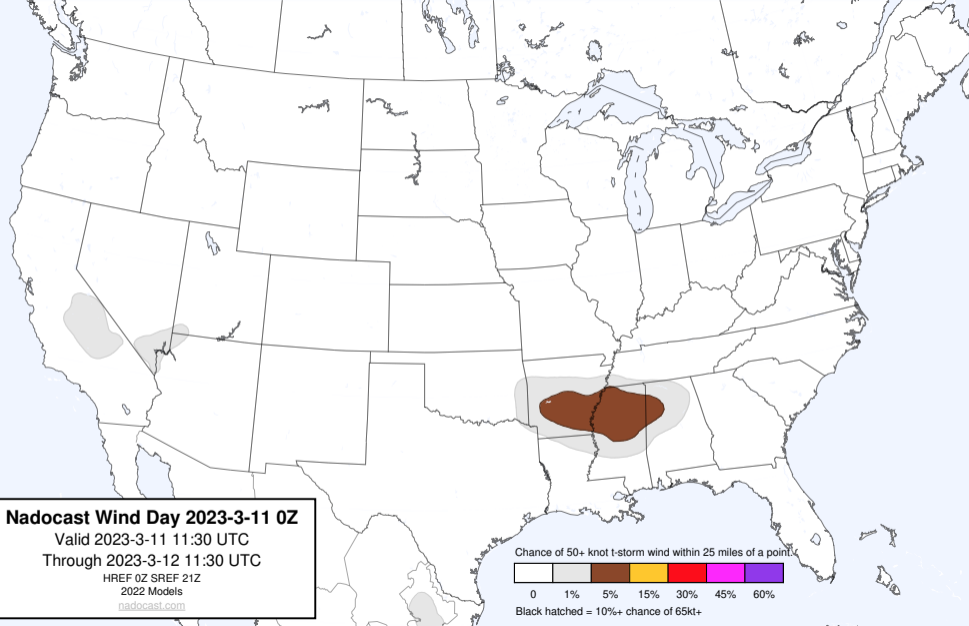 Nadocast Wind Day 2023-3-11 0Z
Valid 2023-3-11 11:30 UTC
Through 2023-3-12 11:30 UTC
HREF 0Z SREF 21Z
2022 Models
nadocast.com
Chance of 50+ knot t-storm wind within 25 miles of a point.
0 1% 5% 15% 30% 45% 60%
Black hatched = 10%+ chance of 65kt+